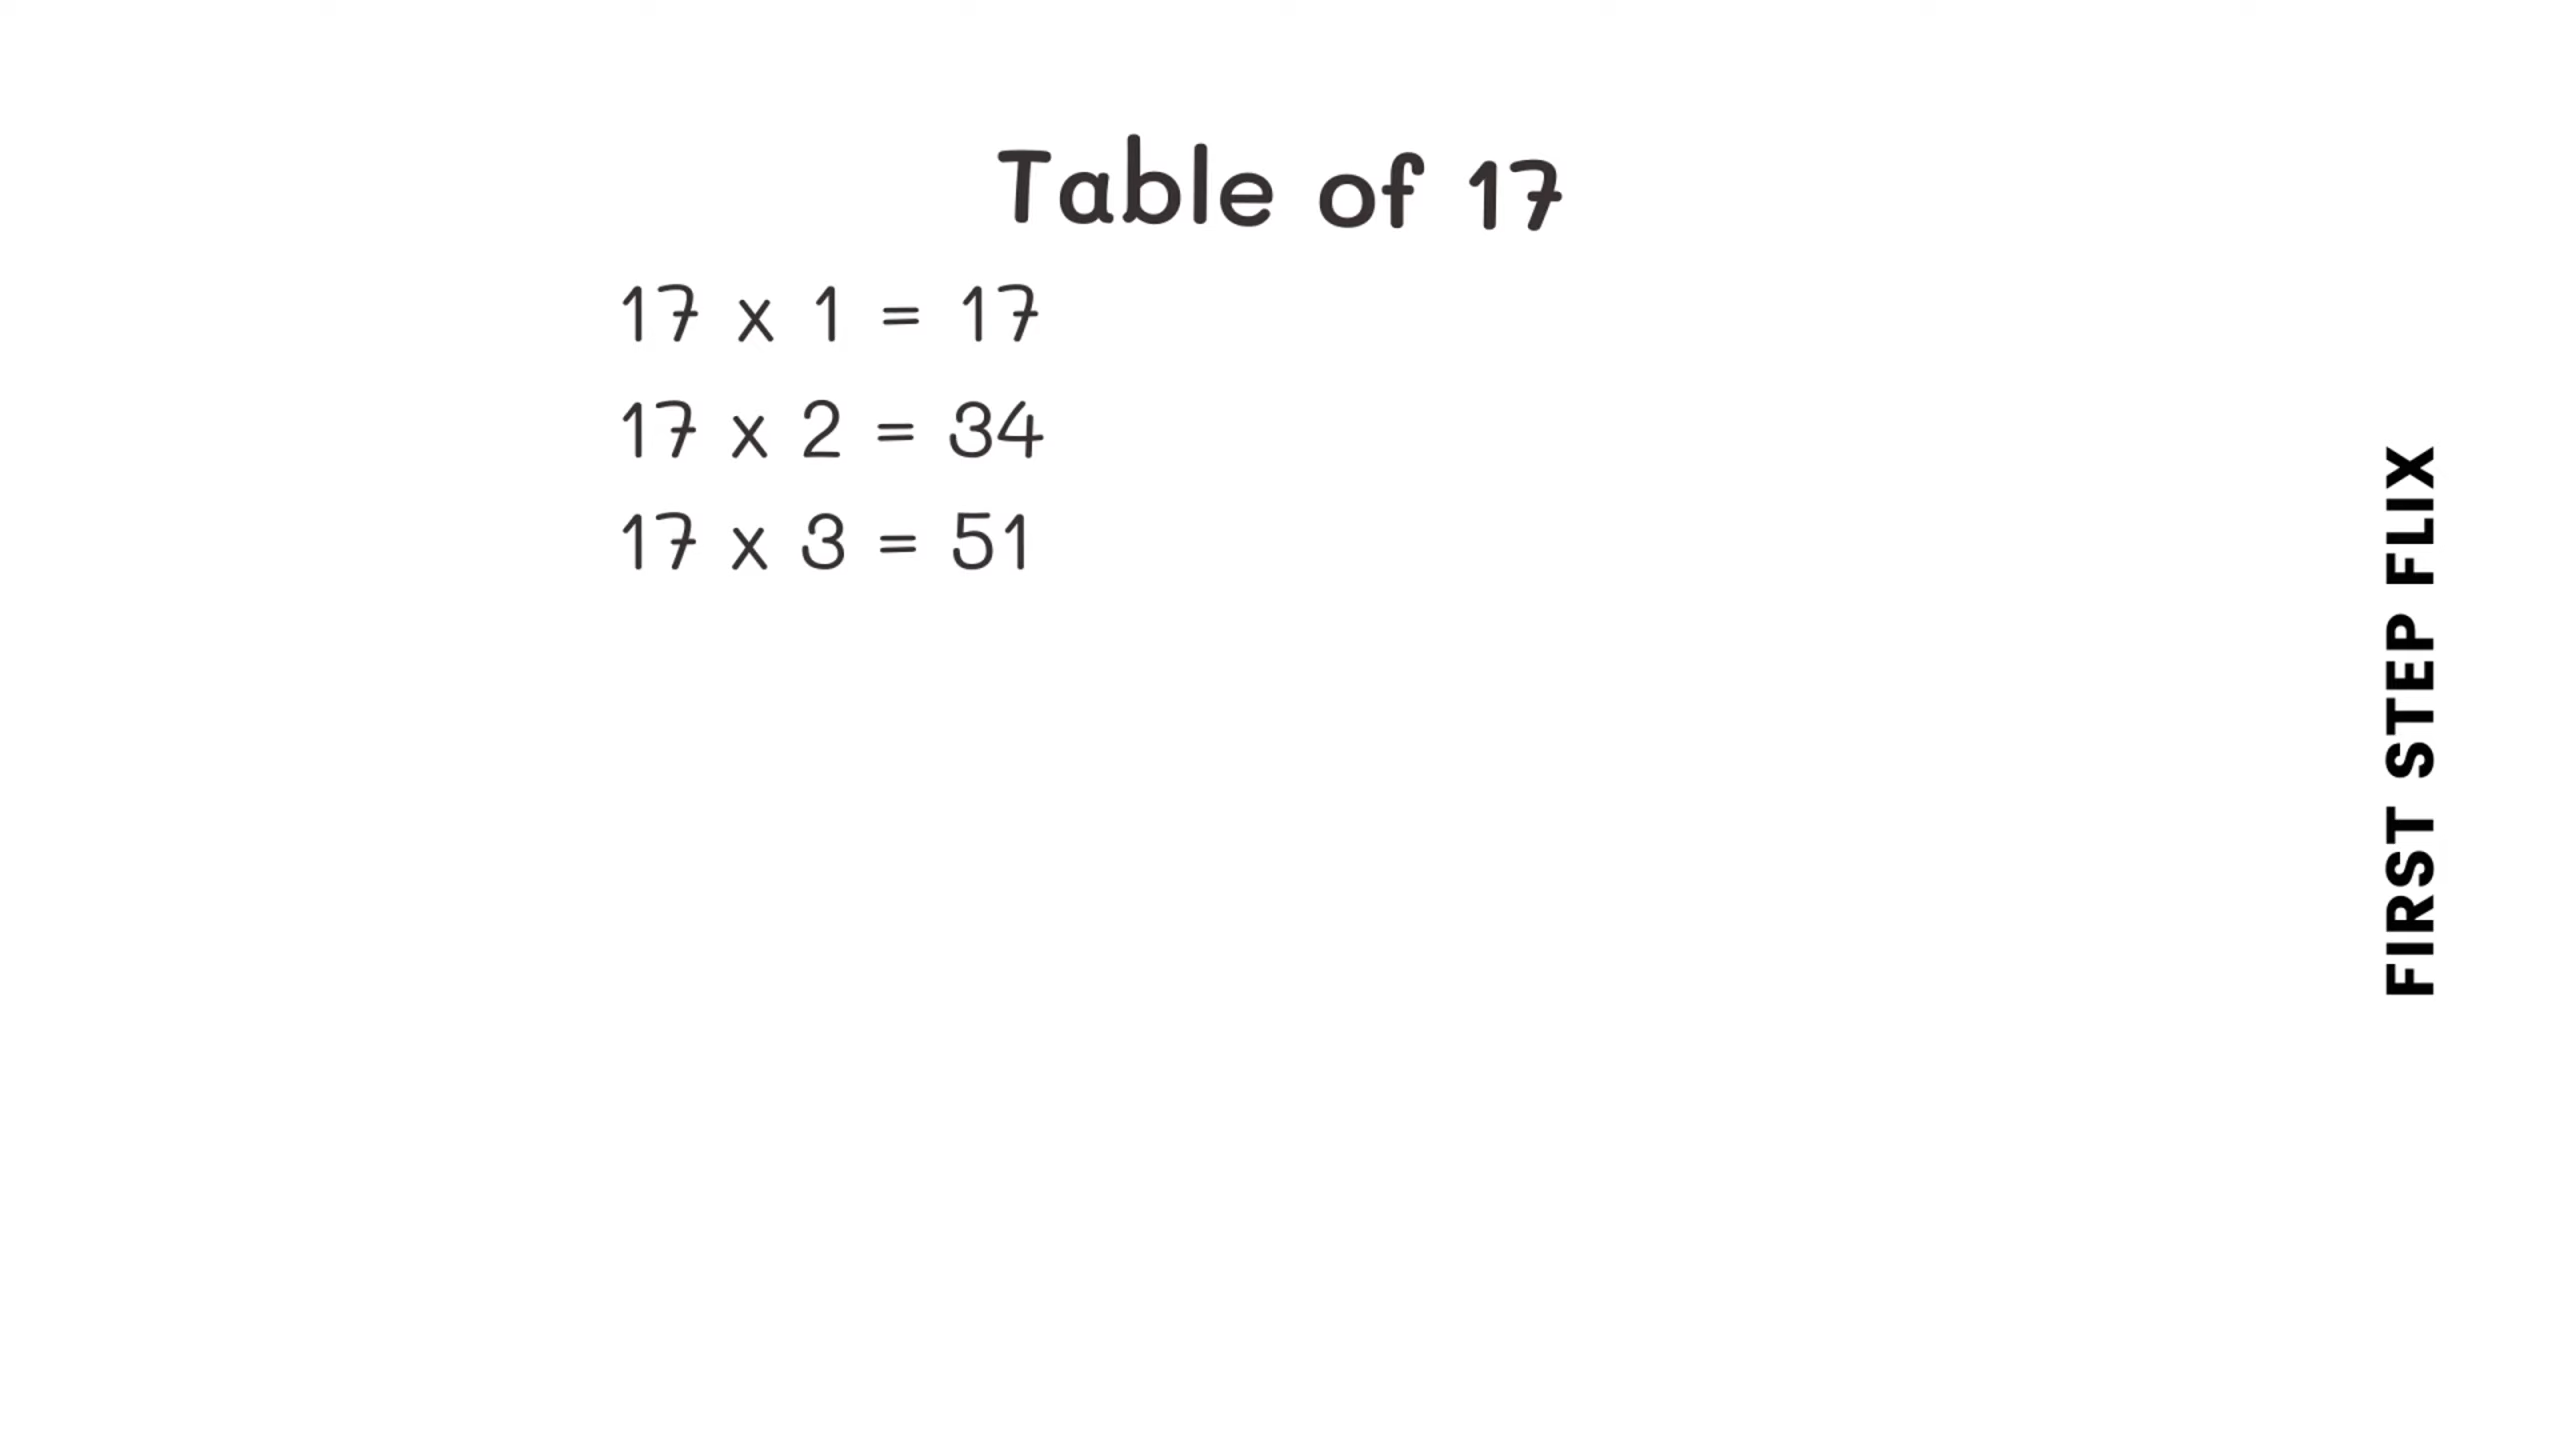 Table of 17
17 x 1 = 17
17 x 2 = 34
17 x 3 = 51
FIRST STEP FLIX